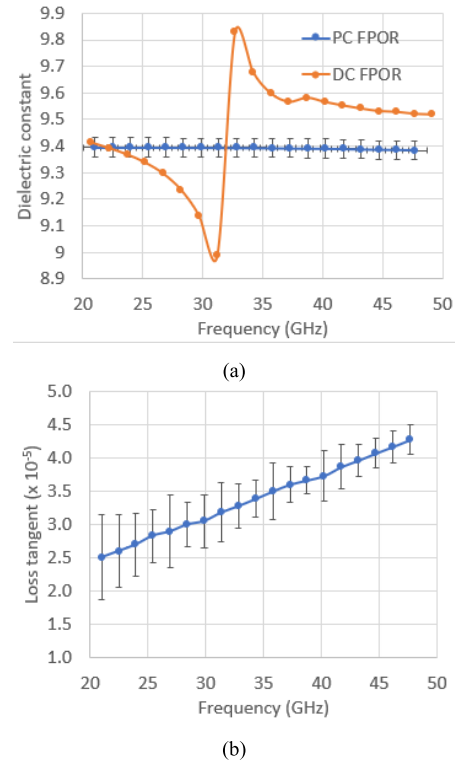 9.9
9.8
9.7
9.6
9.5
9.4
9.3
9.2
9.1
9
8.9
Dielectric constant
PC FPOR
DC FPOR
20 25 30 35 40 45 50
Frequency (GHz)
(a)
5.0
4.5
4.0
3.5
3.0
2.5
2.0
1.5
1.0
Loss tangent (x 10-5)
20 25 30 35 40 45 50
Frequency (GHz)
(b)